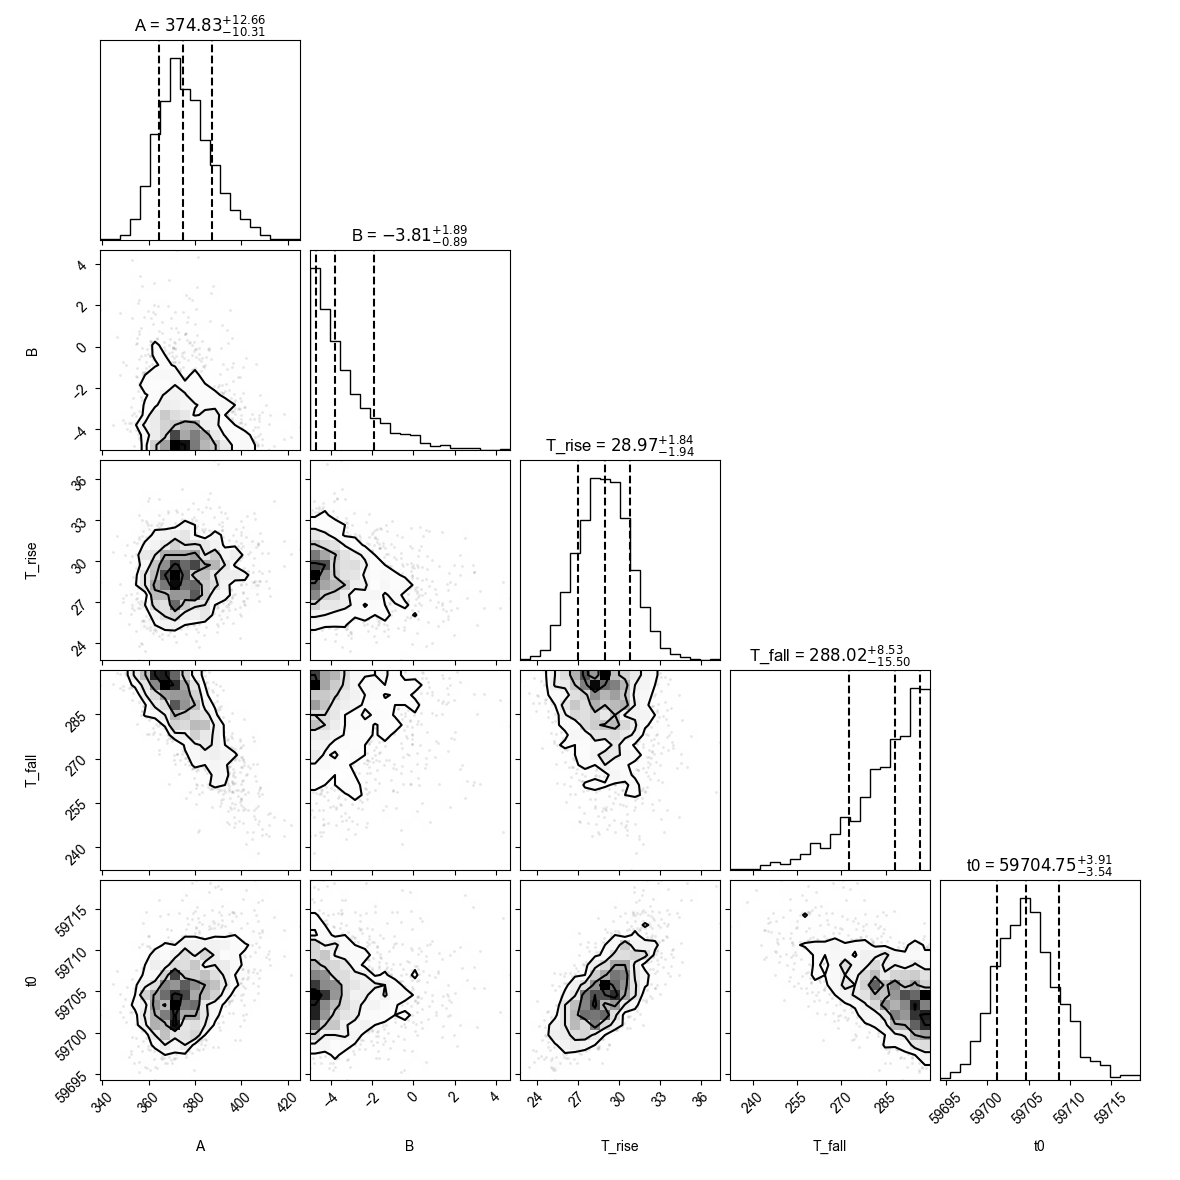 A = 374.83+12.66−10.31
B = −3.81+1.89−0.89
4
2
0
−2
−4
B
T_rise = 28.97+1.84−1.94
36
33
30
27
24
T_rise
T_fall = 288.02+8.53−15.50
285
270
255
240
T_fall
t0 = 59704.75+3.91−3.54
59715
59710
59705
59700
59695
t0
340 360 380 400 420
−4 −2 0 2 4
24 27 30 33 36
240 255 270 285
59695 59700 59705 59710 59715
A B T_rise T_fall t0